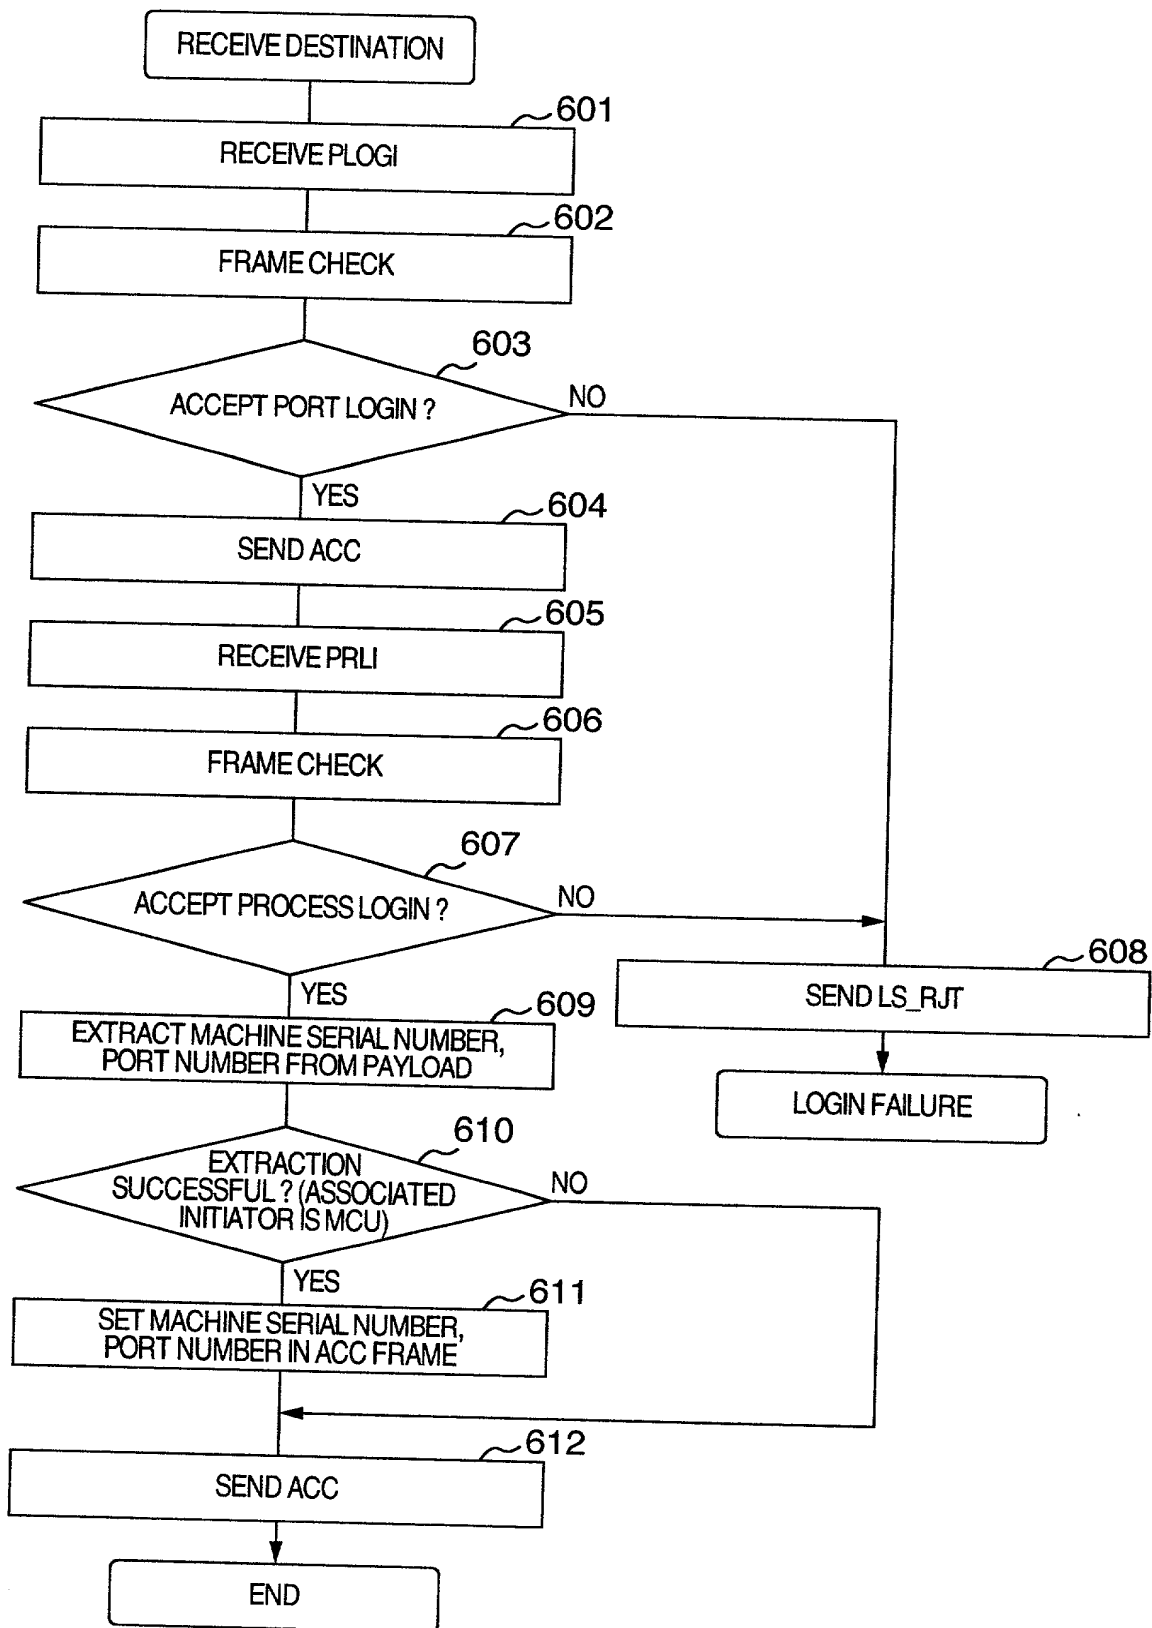 RECEIVE DESTINATION
601
RECEIVE PLOGI
602
FRAME CHECK
603
ACCEPT PORT LOGIN ?
NO
YES
604
SEND ACC
605
RECEIVE PRLI
606
FRAME CHECK
607
ACCEPT PROCESS LOGIN ?
NO
YES
608
SEND LS_RJT
LOGIN FAILURE
609
EXTRACT MACHINE SERIAL NUMBER,
PORT NUMBER FROM PAYLOAD
610
EXTRACTION
SUCCESSFUL ? (ASSOCIATED
INITIATOR IS MCU)
NO
YES
611
SET MACHINE SERIAL NUMBER,
PORT NUMBER IN ACC FRAME
612
SEND ACC
END